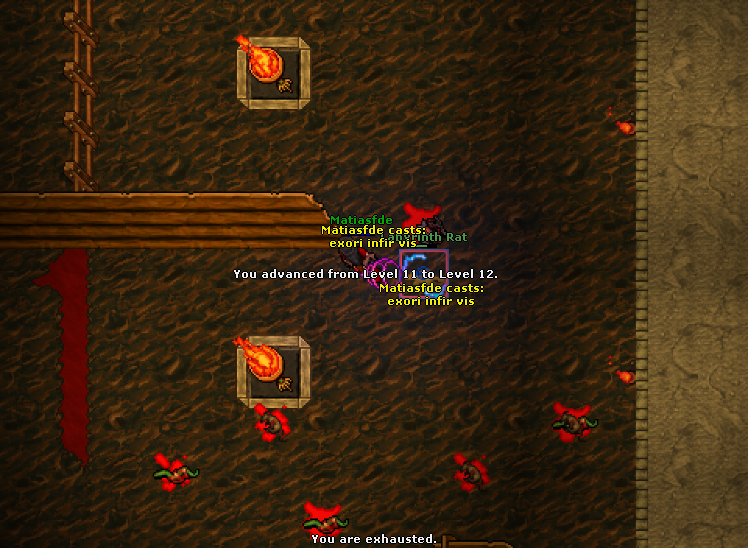 Matiasfde
Matiasfde casts:
exori infir vis
Labyrinth Rat
You advanced from Level 11 to Level 12.
Matiasfde casts:
exori infir vis
You are exhausted.